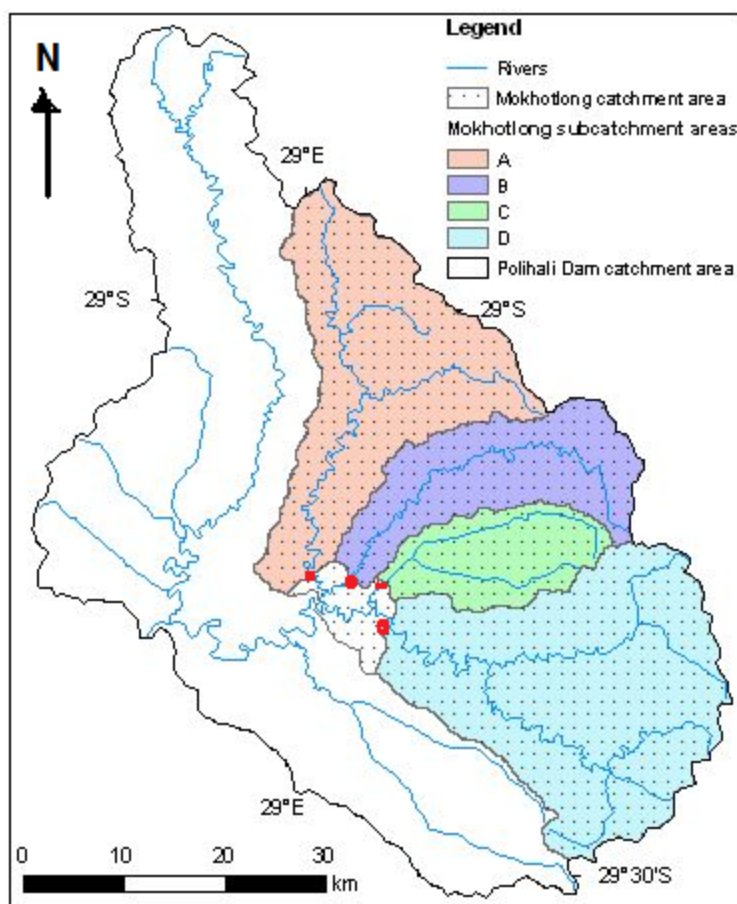 N
Legend
Rivers
Mokhotlong catchment area
Mokhotlong subcatchment areas
A
B
C
D
Polihali Dam catchment area
29°E
29°S
29°S
29°E
29°30'S
0 10 20 30
km